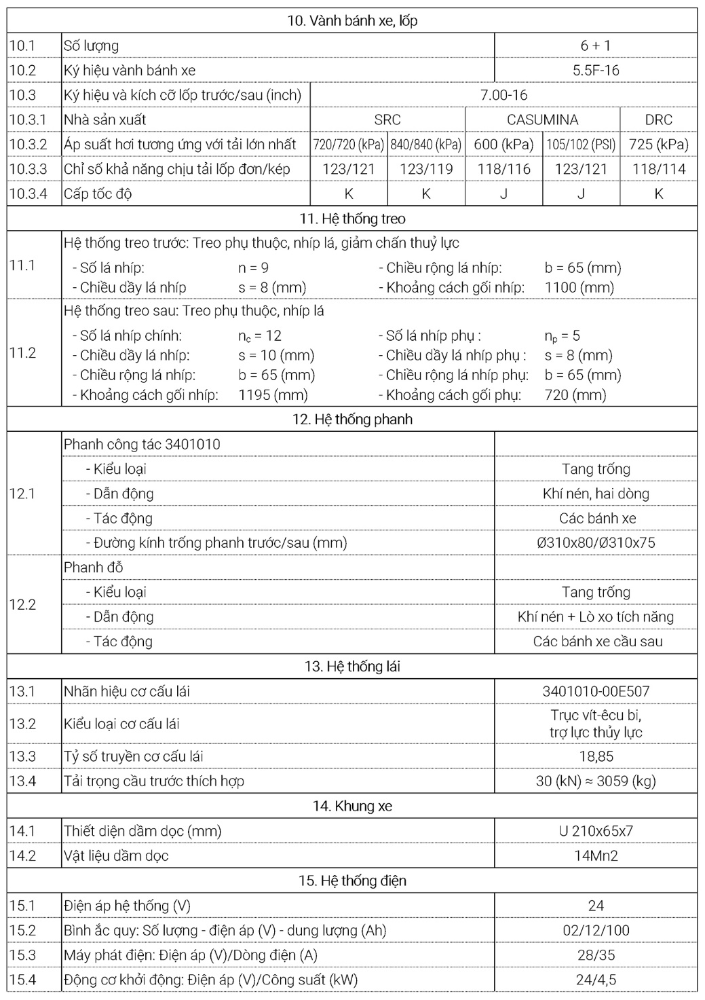 10. Vành bánh xe, lốp
10.1 Số lượng 6 + 1
10.2 Ký hiệu vành bánh xe 5.5F-16
10.3 Ký hiệu và kích cỡ lốp trước/sau (inch) 7.00-16
10.3.1 Nhà sản xuất SRC CASUMINA DRC
10.3.2 Áp suất hơi tương ứng với tải lớn nhất 720/720 (kPa) 840/840 (kPa) 600 (kPa) 105/102 (PSI) 725 (kPa)
10.3.3 Chỉ số khả năng chịu tải lốp đơn/kép 123/121 123/119 118/116 123/121 118/114
10.3.4 Cấp tốc độ K K J J K
11. Hệ thống treo
11.1 Hệ thống treo trước: Treo phụ thuộc, nhíp lá, giảm chấn thuỷ lực
- Số lá nhíp: n = 9 - Chiều rộng lá nhíp: b = 65 (mm)
- Chiều dầy lá nhíp s = 8 (mm) - Khoảng cách gối nhíp: 1100 (mm)
11.2 Hệ thống treo sau: Treo phụ thuộc, nhíp lá
- Số lá nhíp chính: nc = 12 - Số lá nhíp phụ : np = 5
- Chiều dầy lá nhíp: s = 10 (mm) - Chiều dầy lá nhíp phụ : s = 8 (mm)
- Chiều rộng lá nhíp: b = 65 (mm) - Chiều rộng lá nhíp phụ: b = 65 (mm)
- Khoảng cách gối nhíp: 1195 (mm) - Khoảng cách gối phụ: 720 (mm)
12. Hệ thống phanh
12.1 Phanh công tác 3401010
- Kiểu loại Tang trống
- Dẫn động Khí nén, hai dòng
- Tác động Các bánh xe
- Đường kính trống phanh trước/sau (mm) Ø310x80/Ø310x75
12.2 Phanh đỗ
- Kiểu loại Tang trống
- Dẫn động Khí nén + Lò xo tích năng
- Tác động Các bánh xe cầu sau
13. Hệ thống lái
13.1 Nhãn hiệu cơ cấu lái 3401010-00E507
13.2 Kiểu loại cơ cấu lái Trục vít-êcu bi,
trợ lực thủy lực
13.3 Tỷ số truyền cơ cấu lái 18,85
13.4 Tải trọng cầu trước thích hợp 30 (kN) ≈ 3059 (kg)
14. Khung xe
14.1 Thiết diện dầm dọc (mm) U 210x65x7
14.2 Vật liệu dầm dọc 14Mn2
15. Hệ thống điện
15.1 Điện áp hệ thống (V) 24
15.2 Bình ắc quy: Số lượng - điện áp (V) - dung lượng (Ah) 02/12/100
15.3 Máy phát điện: Điện áp (V)/Dòng điện (A) 28/35
15.4 Động cơ khởi động: Điện áp (V)/Công suất (kW) 24/4,5